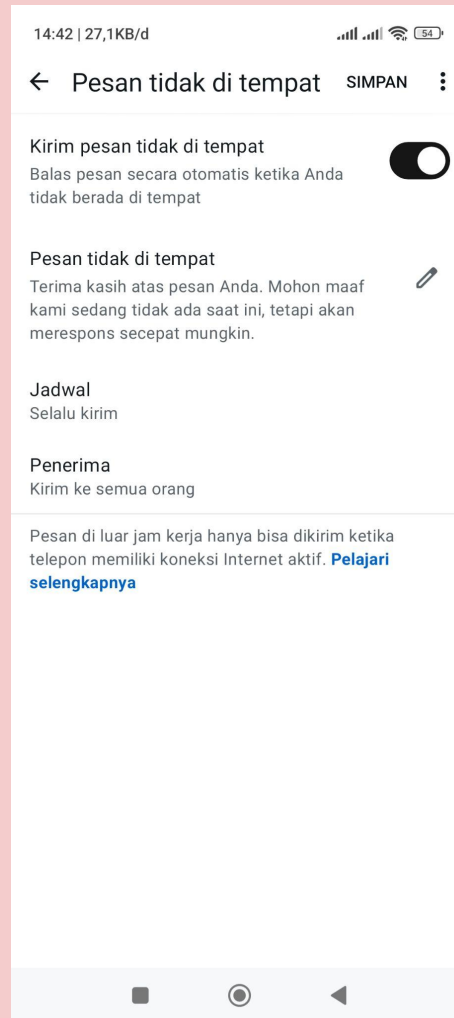 14:42 | 27,1KB/d
54
Pesan tidak di tempat
SIMPAN
Kirim pesan tidak di tempat
Balas pesan secara otomatis ketika Anda
tidak berada di tempat
Pesan tidak di tempat
Terima kasih atas pesan Anda. Mohon maaf
kami sedang tidak ada saat ini, tetapi akan
merespons secepat mungkin.
Jadwal
Selalu kirim
Penerima
Kirim ke semua orang
Pesan di luar jam kerja hanya bisa dikirim ketika
telepon memiliki koneksi Internet aktif. Pelajari
selengkapnya